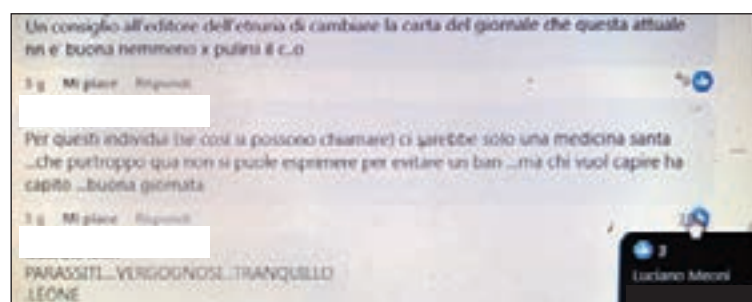 Un consiglio all'editore dell'etruria di cambiare la carta del giornale che questa attuale
nn e' buona nemmeno x pulirsi il c..o
3 g Mi piace Rispondi
Per questi individui (se così si possono chiamare) ci sarebbe solo una medicina santa
...che purtroppo qua non si puole esprimere per evitare un ban ...ma chi vuol capire ha
capito ...buona giornata
3 g Mi piace Rispondi
3
Luciano Meoni
PARASSITI....VERGOGNOSI...TRANQUILLO
.LEONE